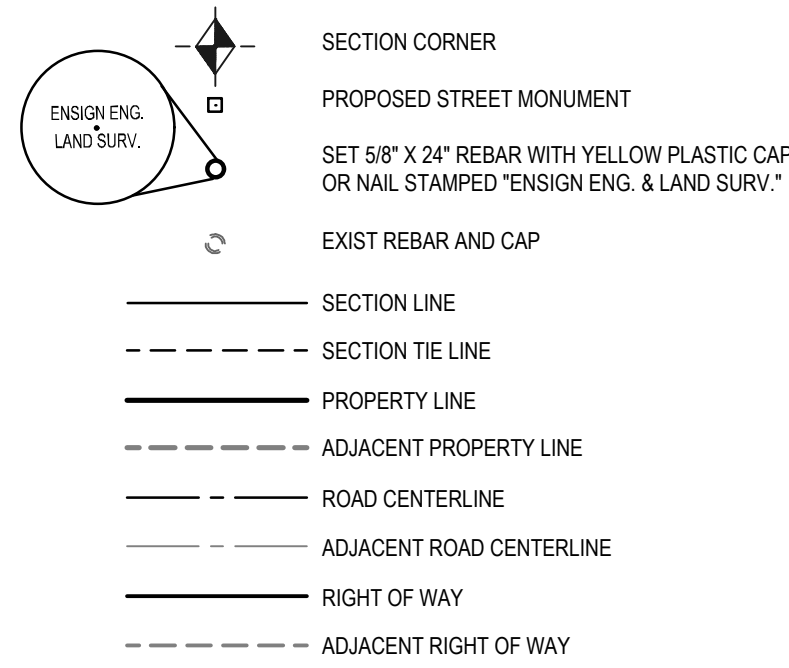 SECTION CORNER
ENSIGN ENG.
LAND SURV.
PROPOSED STREET MONUMENT
SET 5/8" X 24" REBAR WITH YELLOW PLASTIC CAP
OR NAIL STAMPED "ENSIGN ENG. & LAND SURV."
EXIST REBAR AND CAP
SECTION LINE
SECTION TIE LINE
PROPERTY LINE
ADJACENT PROPERTY LINE
ROAD CENTERLINE
ADJACENT ROAD CENTERLINE
RIGHT OF WAY
ADJACENT RIGHT OF WAY